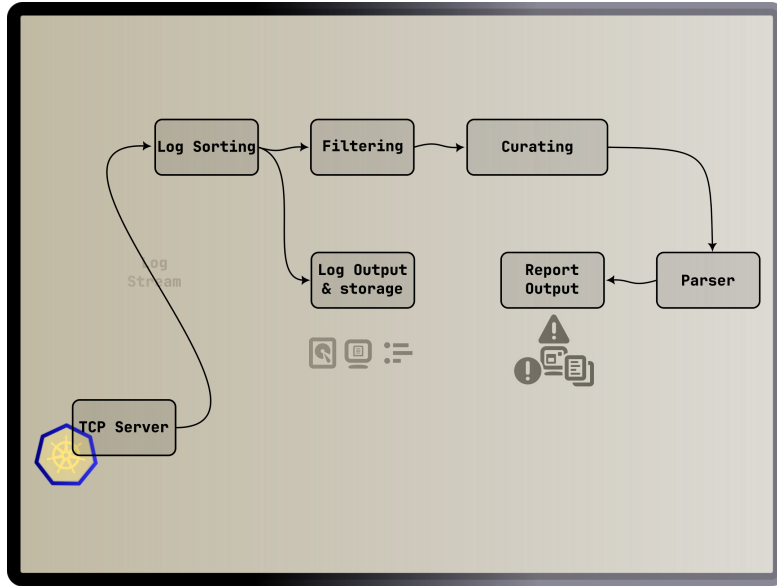 Log Sorting
Filtering
Curating
Log
Stream
Log Output
& storage
Report
Output
Parser
TCP Server